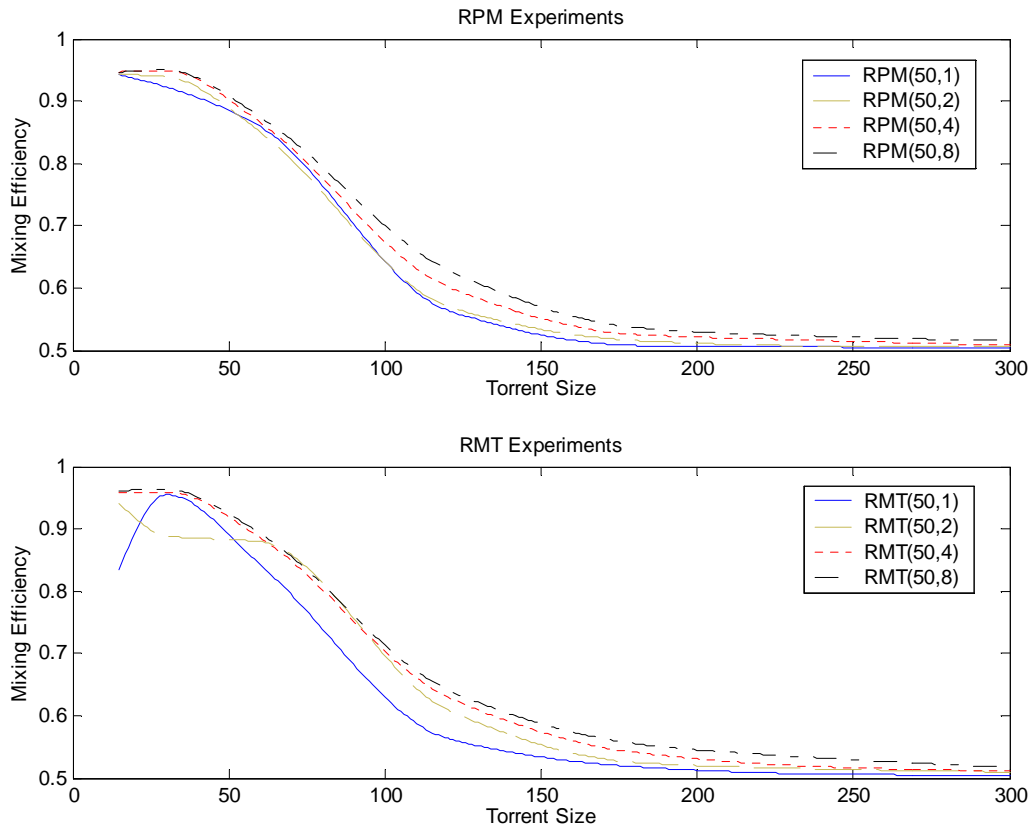 RPM Experiments
1
0.9
0.8
0.7
0.6
0.5
Mixing Efficiency
RPM(50,1)
RPM(50,2)
RPM(50,4)
RPM(50,8)
0 50 100 150 200 250 300
Torrent Size
RMT Experiments
1
0.9
0.8
0.7
0.6
0.5
Mixing Efficiency
RMT(50,1)
RMT(50,2)
RMT(50,4)
RMT(50,8)
0 50 100 150 200 250 300
Torrent Size